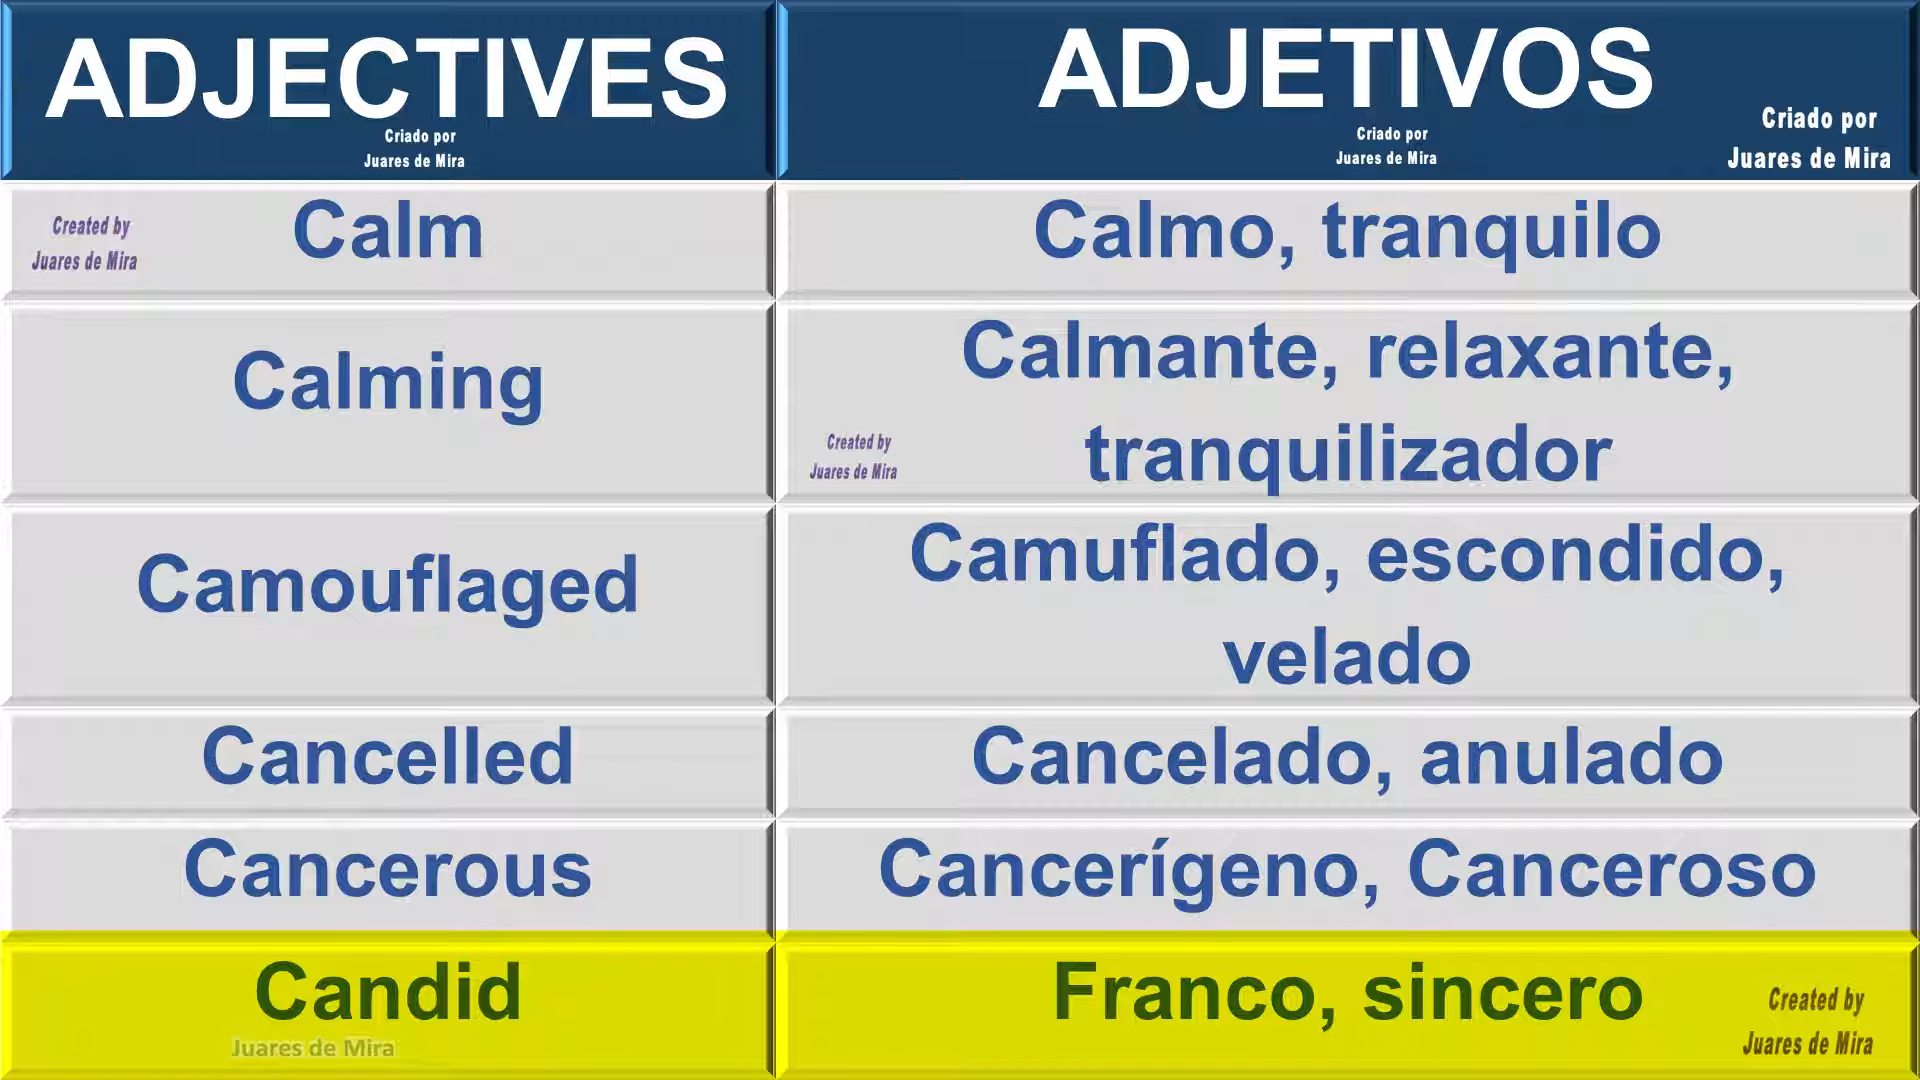 ADJECTIVES
Criado por
Juares de Mira
ADJETIVOS
Criado por
Juares de Mira
Criado por
Juares de Mira
Created by
Juares de Mira
Calm
Calmo, tranquilo
Calming
Calmante, relaxante,
tranquilizador
Created by
Juares de Mira
Camouflaged
Camuflado, escondido,
velado
Cancelled
Cancelado, anulado
Cancerous
Cancerígeno, Canceroso
Candid
Juares de Mira
Franco, sincero
Created by
Juares de Mira